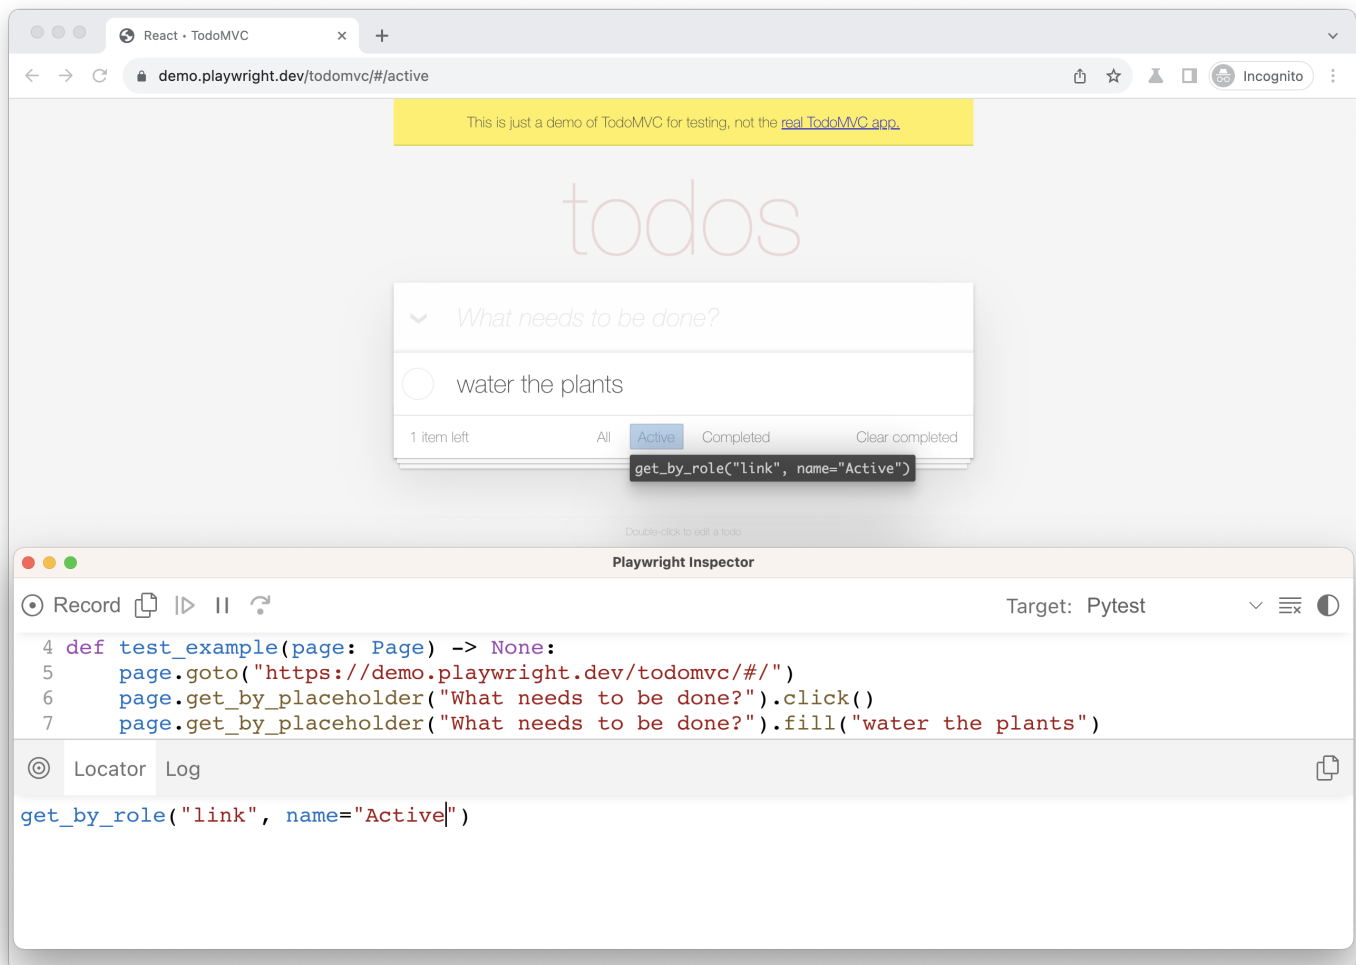 React • TodoMVC
demo.playwright.dev/todomvc/#/active
Incognito
This is just a demo of TodoMVC for testing, not the real TodoMVC app.
todos
What needs to be done?
water the plants
1 item left All Active Completed Clear completed
get_by_role("link", name="Active")
Double-click to edit a todo
Playwright Inspector
Record Target: Pytest
4 def test_example(page: Page) -> None:
5 page.goto("https://demo.playwright.dev/todomvc/#/")
6 page.get_by_placeholder("What needs to be done?").click()
7 page.get_by_placeholder("What needs to be done?").fill("water the plants")
Locator Log
get_by_role("link", name="Active")